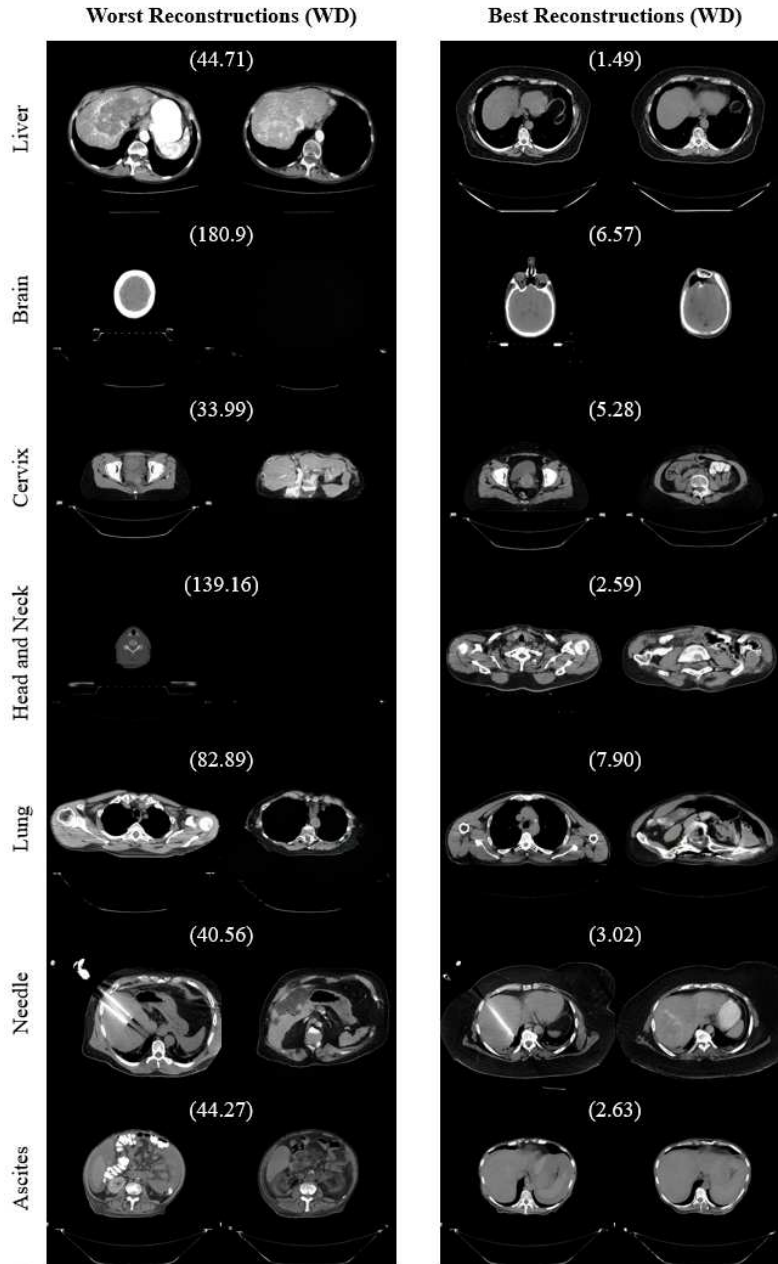 Worst Reconstructions (WD)
Best Reconstructions (WD)
Liver
(44.71)
(1.49)
Brain
(180.9)
(6.57)
Cervix
(33.99)
(5.28)
Head and Neck
(139.16)
(2.59)
Lung
(82.89)
(7.90)
Needle
(40.56)
(3.02)
Ascites
(44.27)
(2.63)